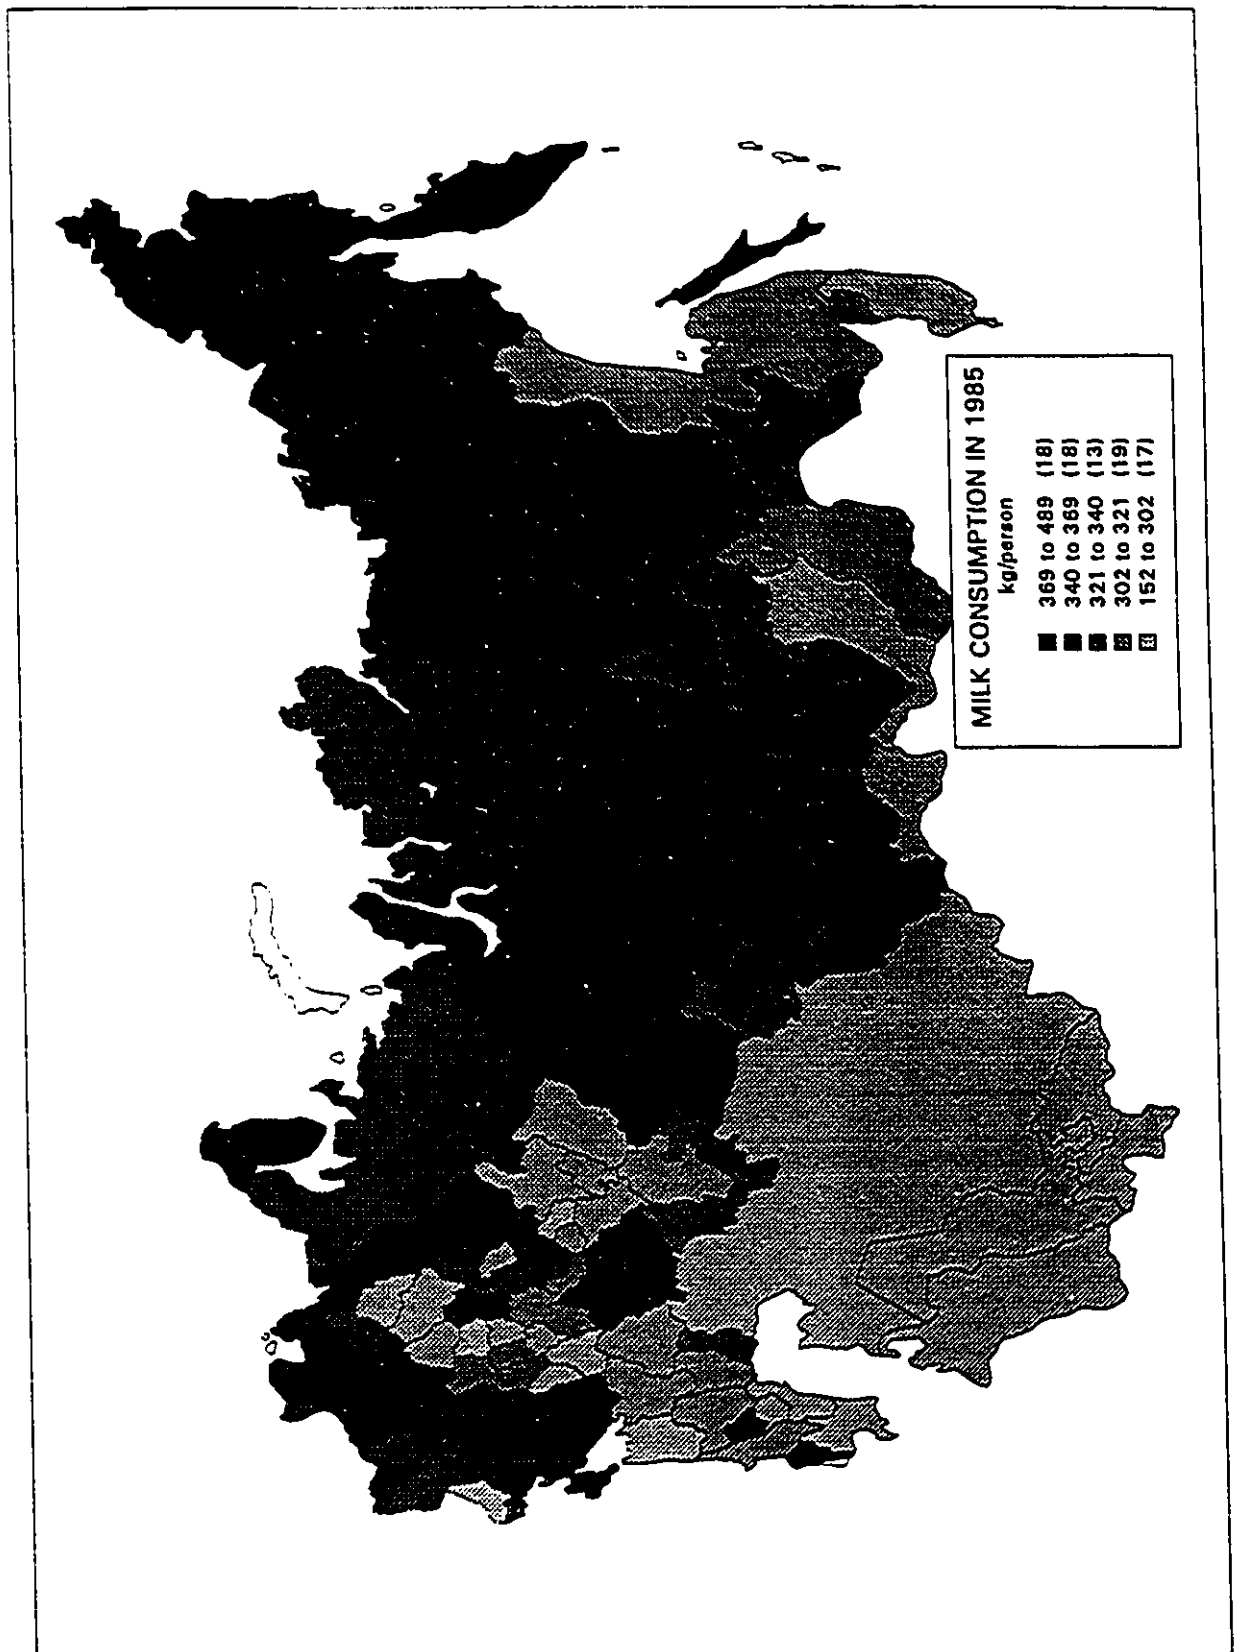 MILK CONSUMPTION IN 1985
kg/person
369 to 489 (18)
340 to 369 (18)
321 to 340 (13)
302 to 321 (19)
152 to 302 (17)